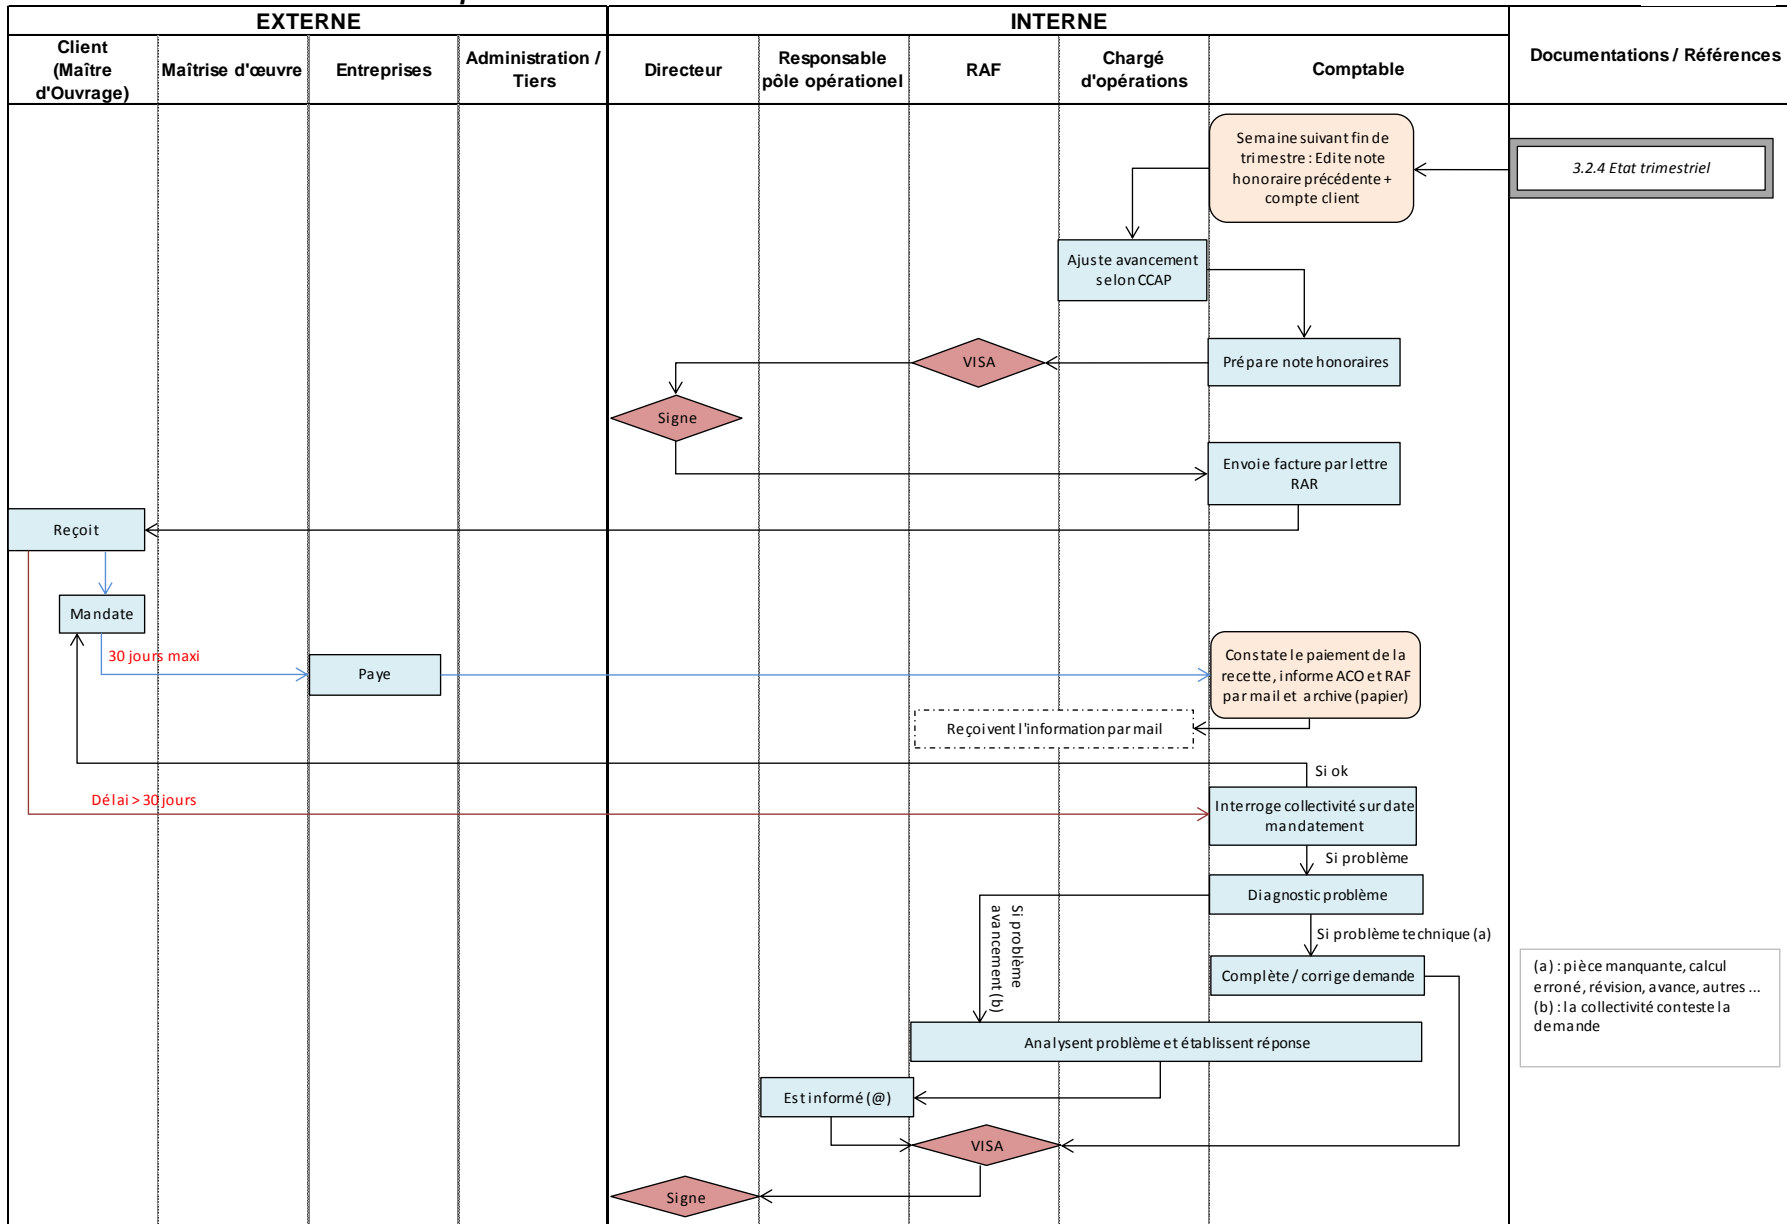 EXTERNE
INTERNE
Client
(Maître
d'Ouvrage)
Maîtrise d'œuvre
Entreprises
Administration /
Tiers
Directeur
Responsable
pôle opérationel
RAF
Chargé
d'opérations
Comptable
Documentations / Références
Semaine suivant fin de
trimestre : Edite note
honoraire précédente +
compte client
3.2.4 Etat trimestriel
Ajuste avancement
selon CCAP
VISA
Prépare note honoraires
Signe
Envoie facture par lettre
RAR
Reçoit
Mandate
30 jours maxi
Paye
Constate le paiement de la
recette, informe ACO et RAF
par mail et archive (papier)
Reçoivent l'information par mail
Si ok
Délai > 30 jours
Interroge collectivité sur date
mandatement
Si problème
Diagnostic problème
Si problème
avancement (b)
Si problème technique (a)
Complète / corrige demande
(a) : pièce manquante, calcul
erroné, révision, avance, autres ...
(b) : la collectivité conteste la
demande
Analysent problème et établissent réponse
Est informé (@)
VISA
Signe